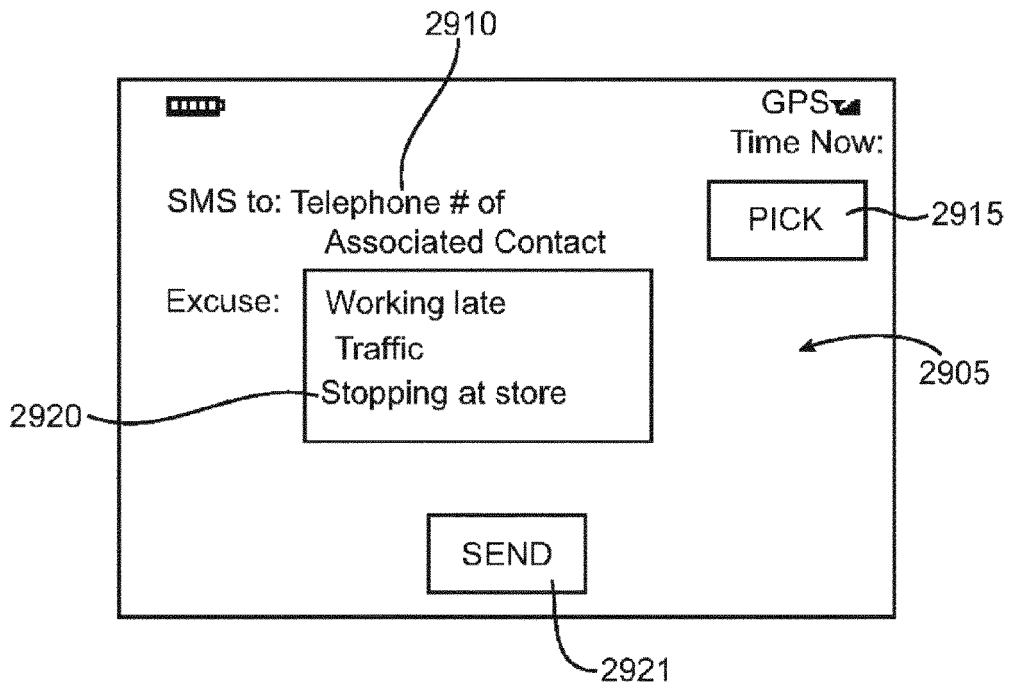 2910
GPS
Time Now:
SMS to: Telephone # of
Associated Contact
PICK
2915
Excuse:
Working late
Traffic
Stopping at store
2905
2920
SEND
2921